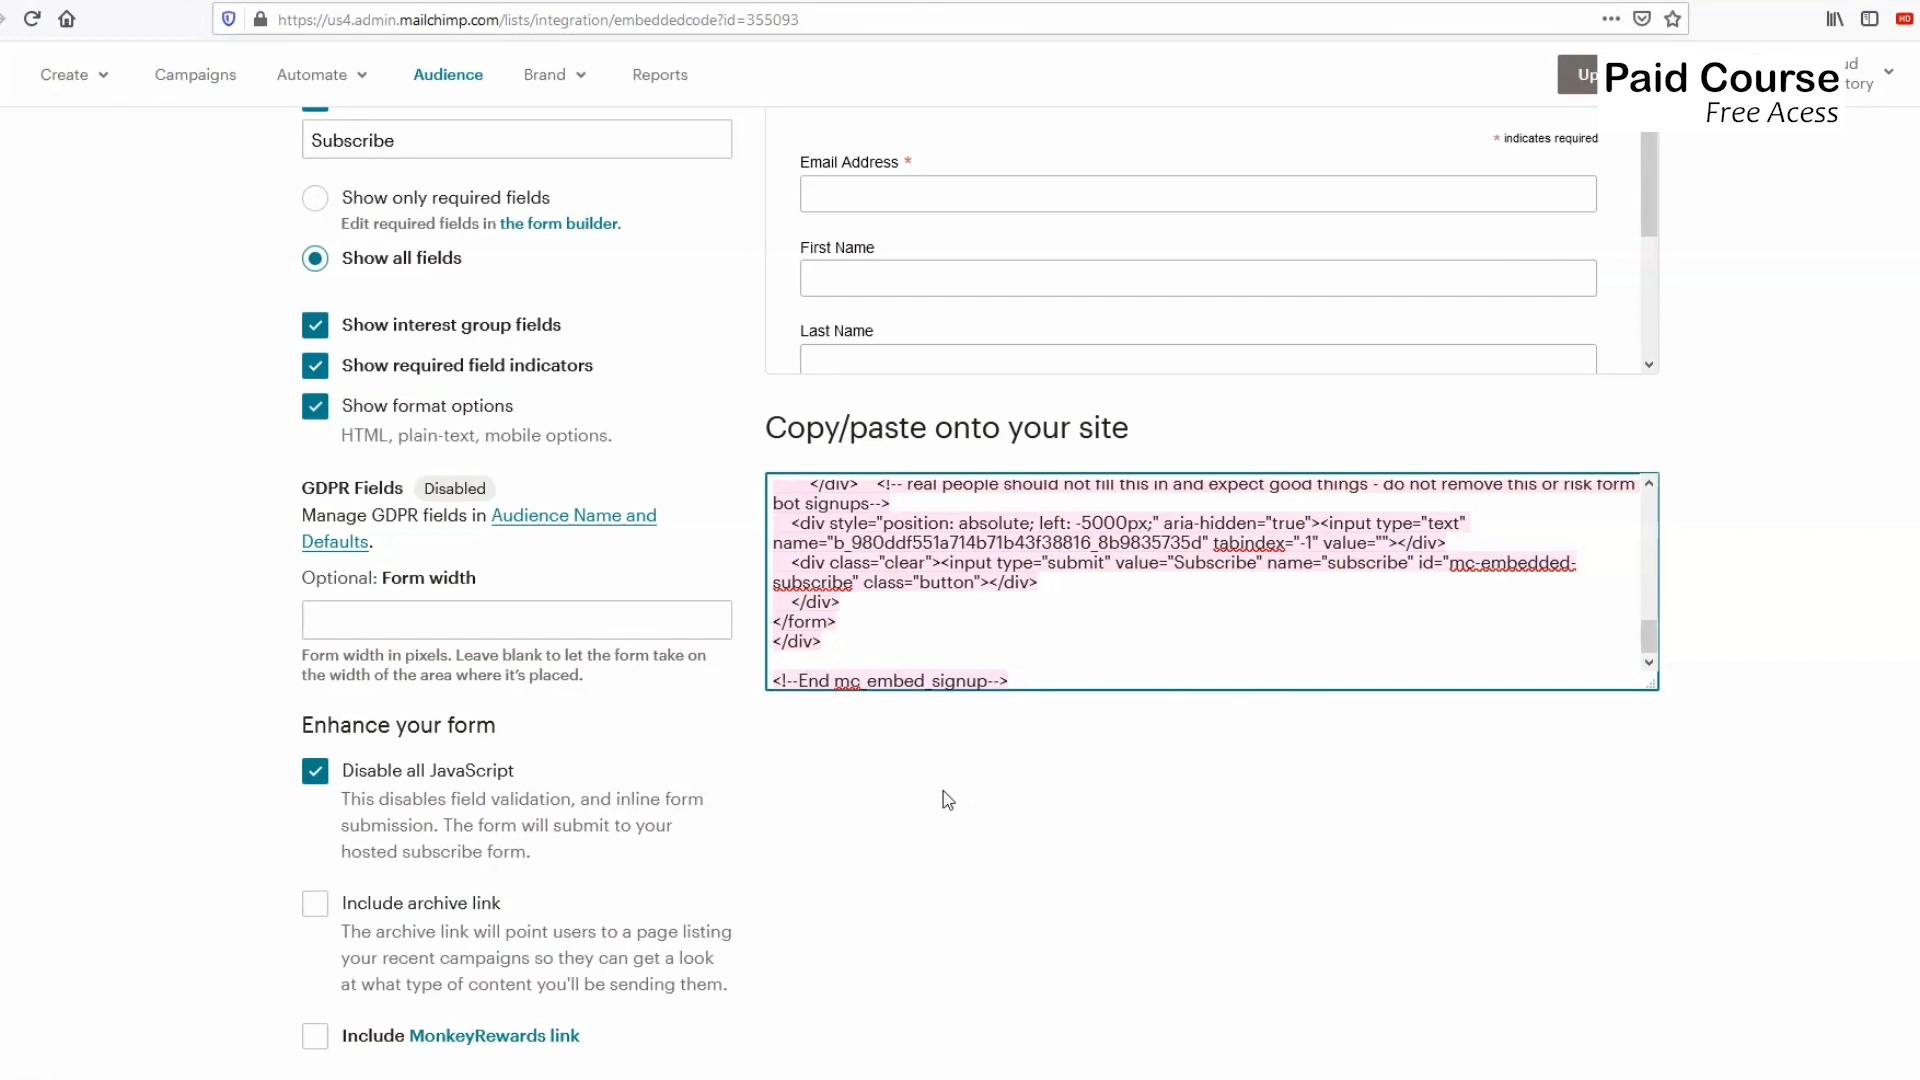 https://us4.admin.mailchimp.com/lists/integration/embeddedcode?id=355093
HD
Create
Campaigns
Automate
Audience
Brand
Reports
Up
Paid Course
Free Acess
ud
tory
Subscribe
Show only required fields
Edit required fields in the form builder.
Show all fields
Show interest group fields
Show required field indicators
Show format options
HTML, plain-text, mobile options.
GDPR Fields Disabled
Manage GDPR fields in Audience Name and
Defaults.
Optional: Form width
Form width in pixels. Leave blank to let the form take on
the width of the area where it's placed.
Enhance your form
Disable all JavaScript
This disables field validation, and inline form
submission. The form will submit to your
hosted subscribe form.
Include archive link
The archive link will point users to a page listing
your recent campaigns so they can get a look
at what type of content you'll be sending them.
Include MonkeyRewards link
* indicates required
Email Address *
First Name
Last Name
Copy/paste onto your site
</div> <!-- real people should not fill this in and expect good things - do not remove this or risk form
bot signups-->
<div style="position: absolute; left: -5000px;" aria-hidden="true"><input type="text"
name="b_980ddf551a714b71b43f38816_8b9835735d" tabindex="-1" value=""></div>
<div class="clear"><input type="submit" value="Subscribe" name="subscribe" id="mc-embedded-
subscribe" class="button"></div>
</div>
</form>
</div>
<!--End mc_embed_signup-->